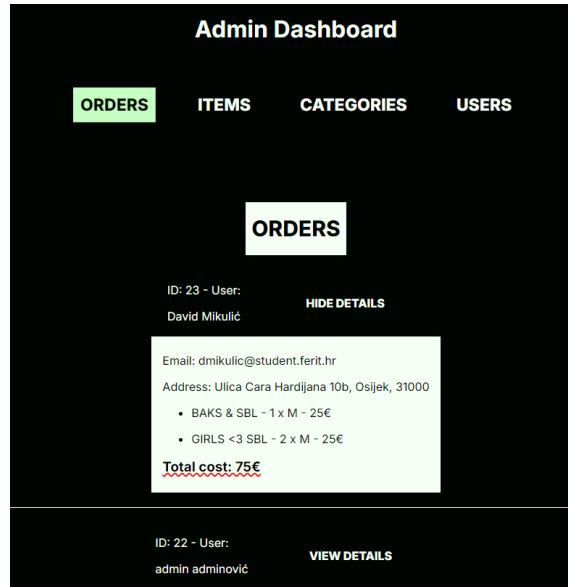 Admin Dashboard
ORDERS ITEMS CATEGORIES USERS
ORDERS
ID: 23 - User:
David Mikulić
HIDE DETAILS
Email: dmikulic@student.ferit.hr
Address: Ulica Cara Hardijana 10b, Osijek, 31000
• BAKS & SBL - 1 x M - 25€
• GIRLS <3 SBL - 2 x M - 25€
Total cost: 75€
ID: 22 - User:
admin adminović
VIEW DETAILS